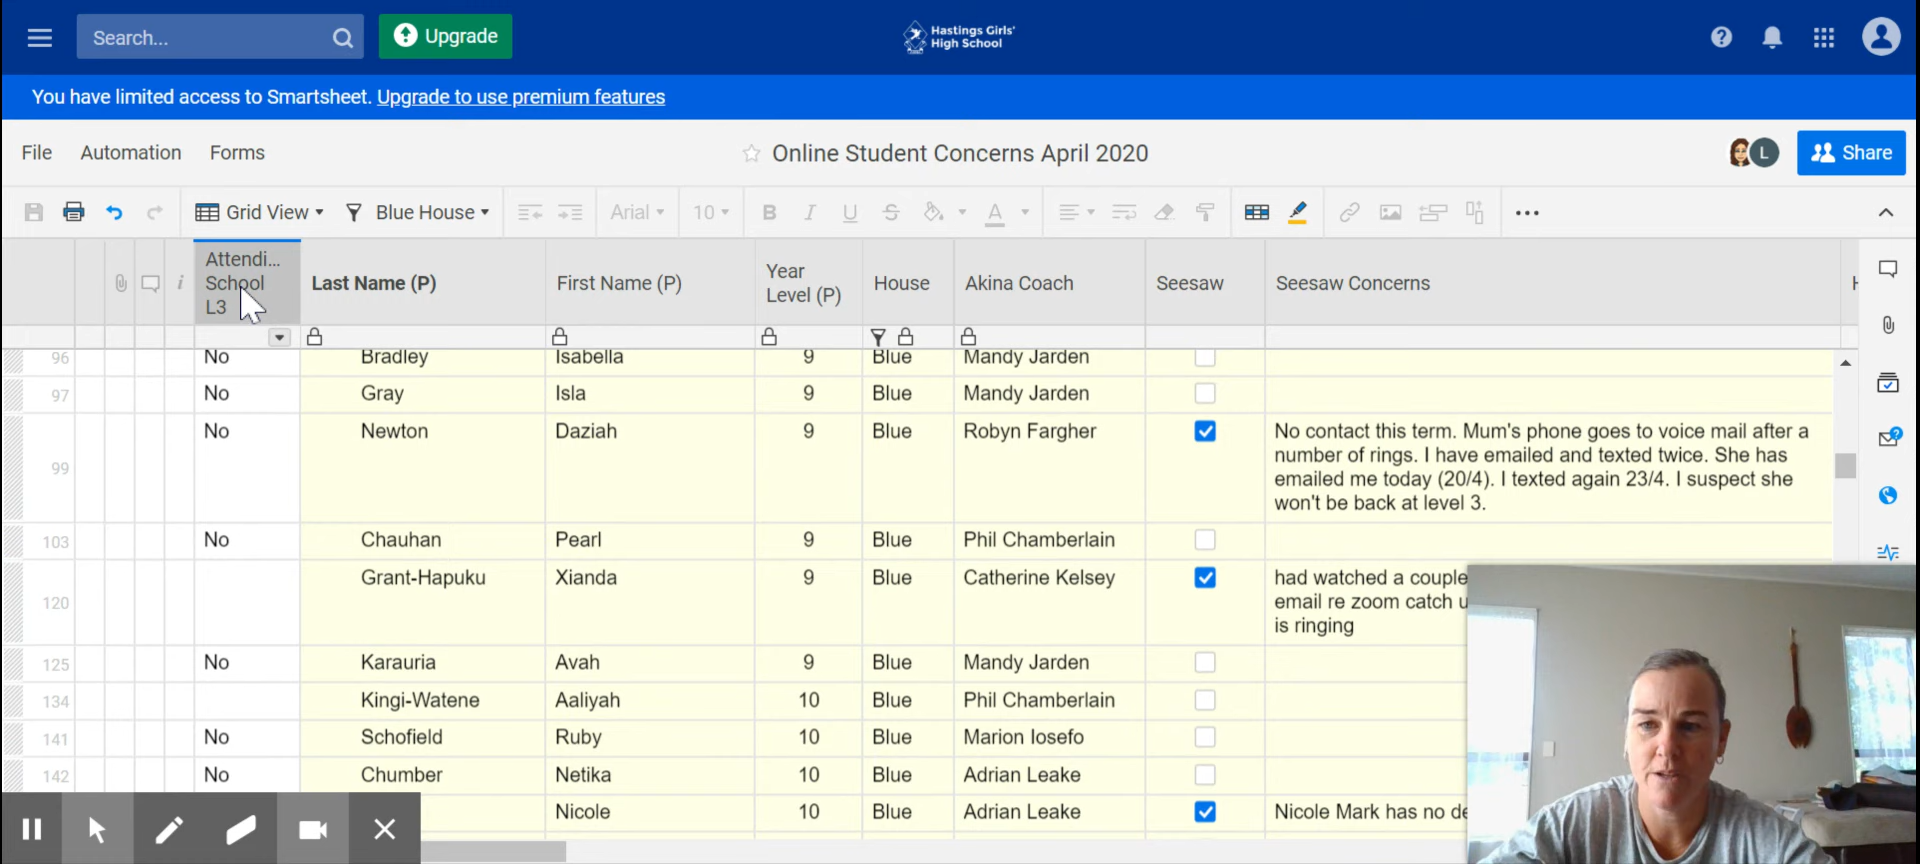 Search...
Upgrade
Hastings Girls'
High School
You have limited access to Smartsheet. Upgrade to use premium features
File Automation Forms
Online Student Concerns April 2020
L
Share
Grid View Blue House Arial 10 B I U S A
Attendi...
School
L3
Last Name (P)
First Name (P)
Year
Level (P)
House
Akina Coach
Seesaw
Seesaw Concerns
96 No Bradley Isabella 9 Blue Mandy Jarden
97 No Gray Isla 9 Blue Mandy Jarden
99 No Newton Daziah 9 Blue Robyn Fargher
No contact this term. Mum's phone goes to voice mail after a
number of rings. I have emailed and texted twice. She has
emailed me today (20/4). I texted again 23/4. I suspect she
won't be back at level 3.
103 No Chauhan Pearl 9 Blue Phil Chamberlain
120 Grant-Hapuku Xianda 9 Blue Catherine Kelsey
had watched a couple
email re zoom catch u
is ringing
125 No Karauria Avah 9 Blue Mandy Jarden
134 Kingi-Watene Aaliyah 10 Blue Phil Chamberlain
141 No Schofield Ruby 10 Blue Marion Iosefo
142 No Chumber Netika 10 Blue Adrian Leake
Nicole 10 Blue Adrian Leake Nicole Mark has no de